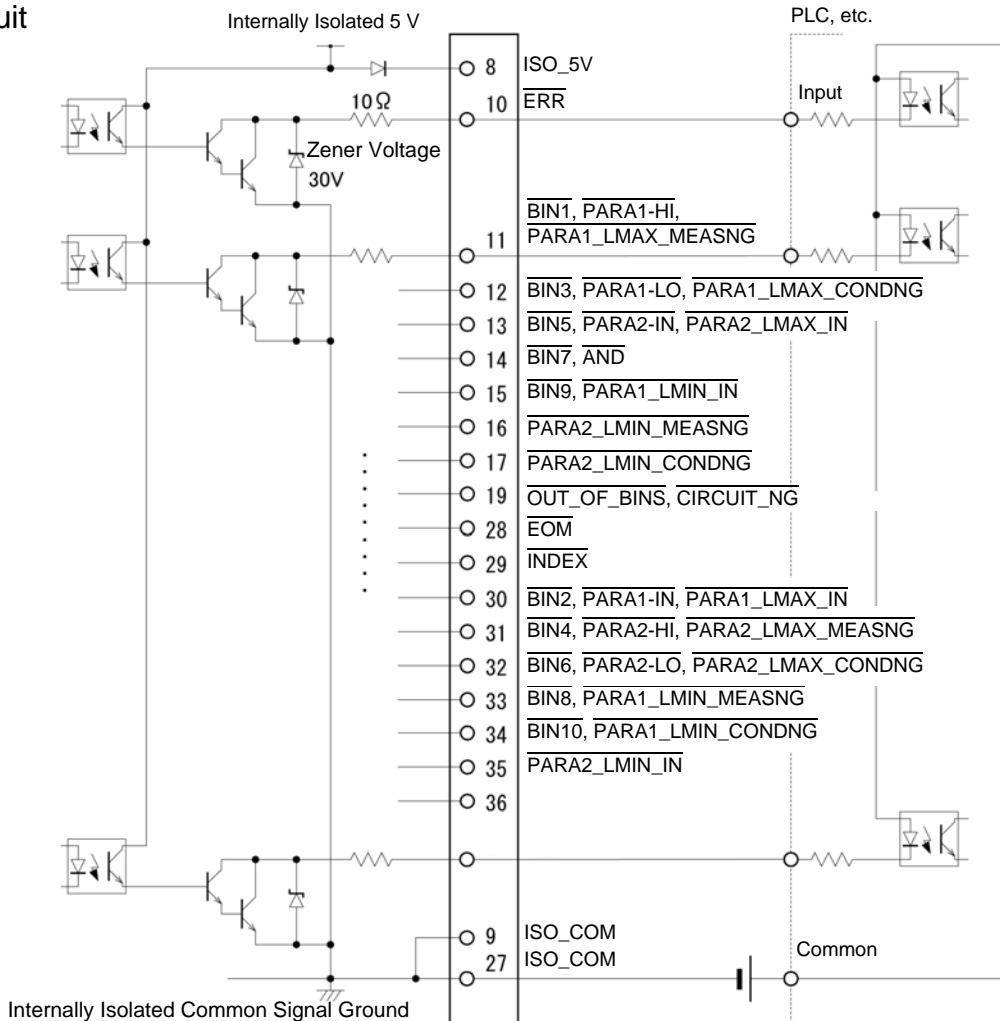 uit
Internally Isolated 5 V
PLC, etc.
8 ISO_5V
10 ERR
10Ω
Input
Zener Voltage
30V
BIN1, PARA1-HI,
11 PARA1_LMAX_MEASNG
12 BIN3, PARA1-LO, PARA1_LMAX_CONDNG
13 BIN5, PARA2-IN, PARA2_LMAX_IN
14 BIN7, AND
15 BIN9, PARA1_LMIN_IN
16 PARA2_LMIN_MEASNG
17 PARA2_LMIN_CONDNG
19 OUT_OF_BINS, CIRCUIT_NG
28 EOM
29 INDEX
30 BIN2, PARA1-IN, PARA1_LMAX_IN
31 BIN4, PARA2-HI, PARA2_LMAX_MEASNG
32 BIN6, PARA2-LO, PARA2_LMAX_CONDNG
33 BIN8, PARA1_LMIN_MEASNG
34 BIN10, PARA1_LMIN_CONDNG
35 PARA2_LMIN_IN
36
9 ISO_COM
27 ISO_COM
Common
Internally Isolated Common Signal Ground